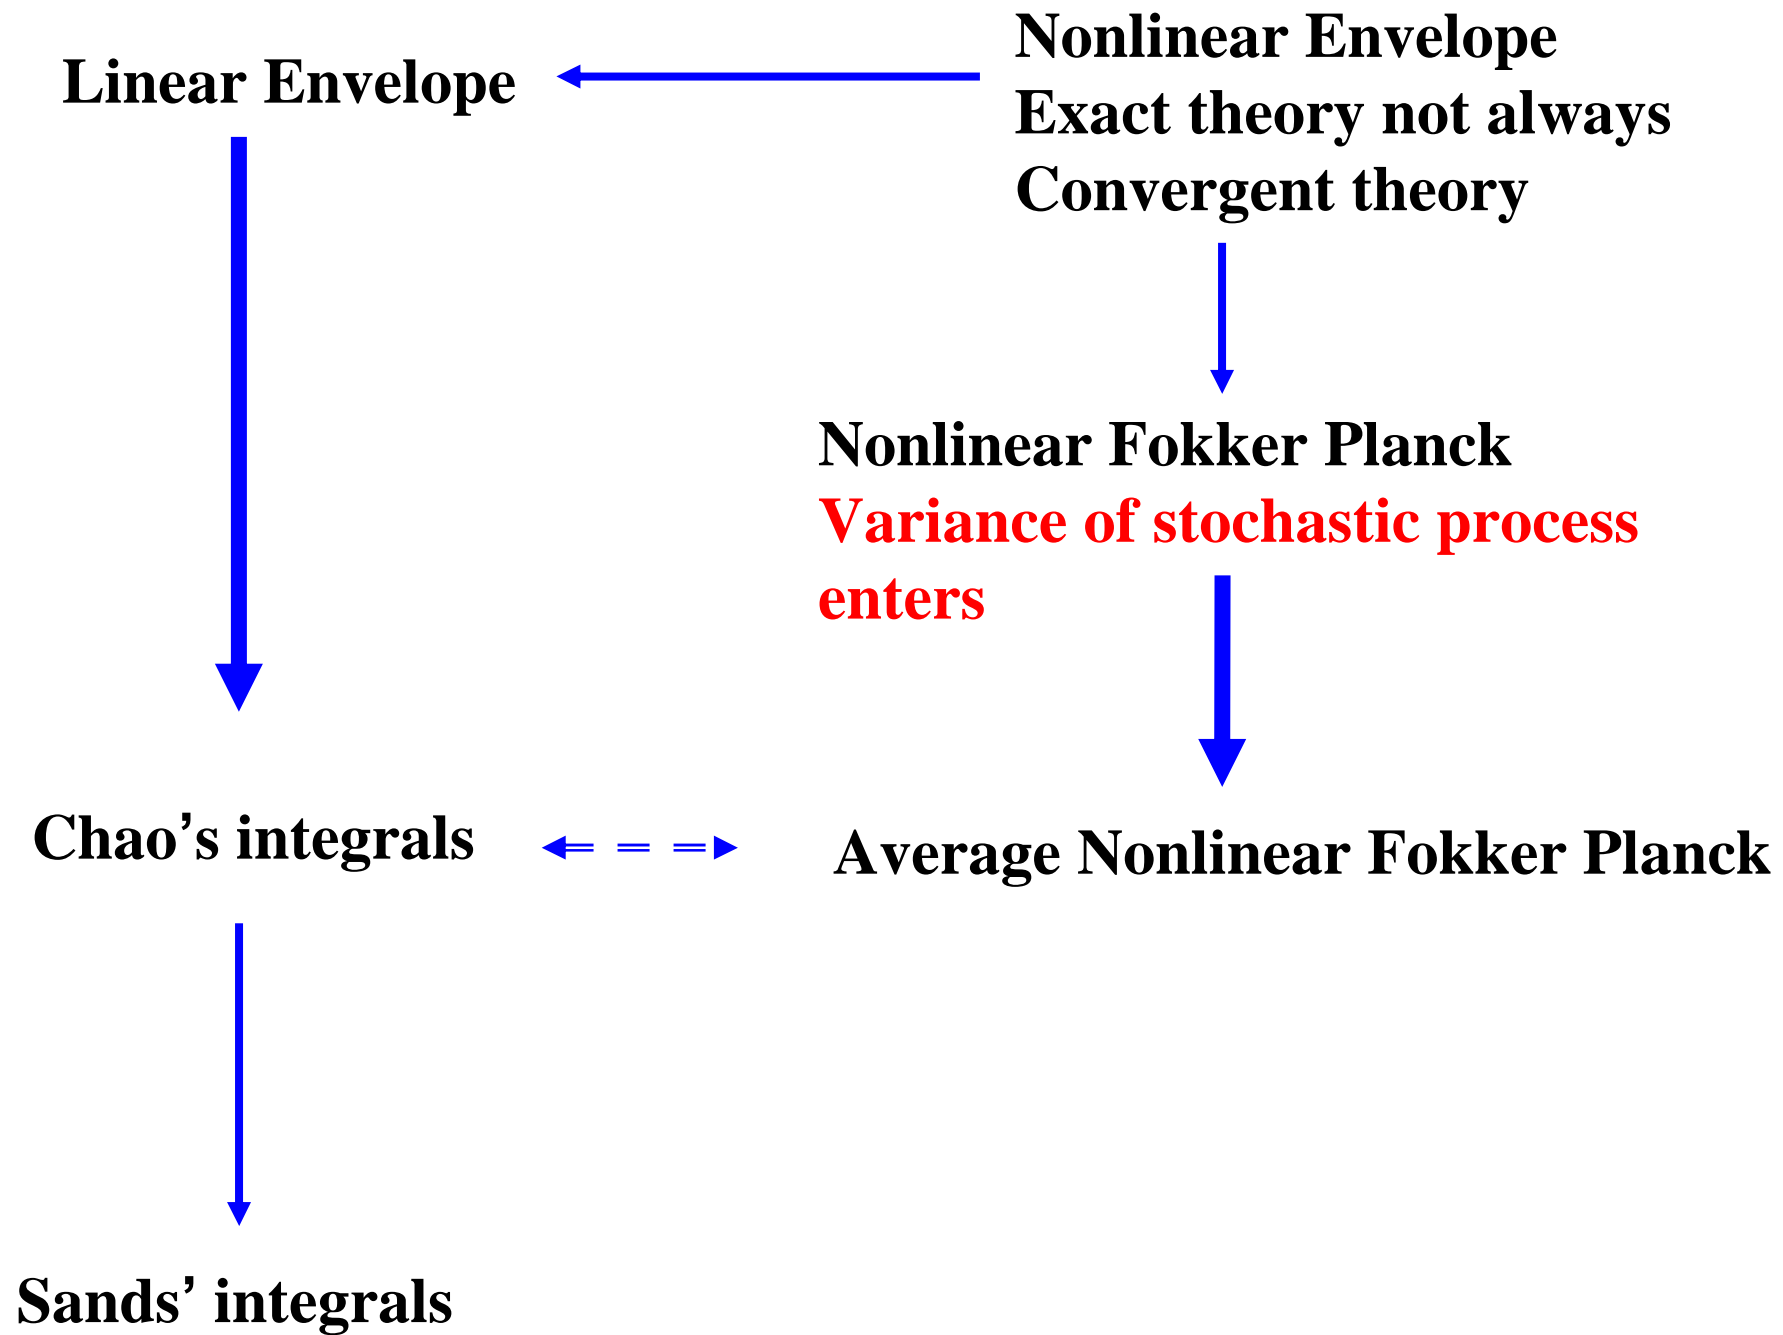 Linear Envelope
Nonlinear Envelope
Exact theory not always
Convergent theory
Nonlinear Fokker Planck
Variance of stochastic process
enters
Chao’s integrals
Average Nonlinear Fokker Planck
Sands’ integrals